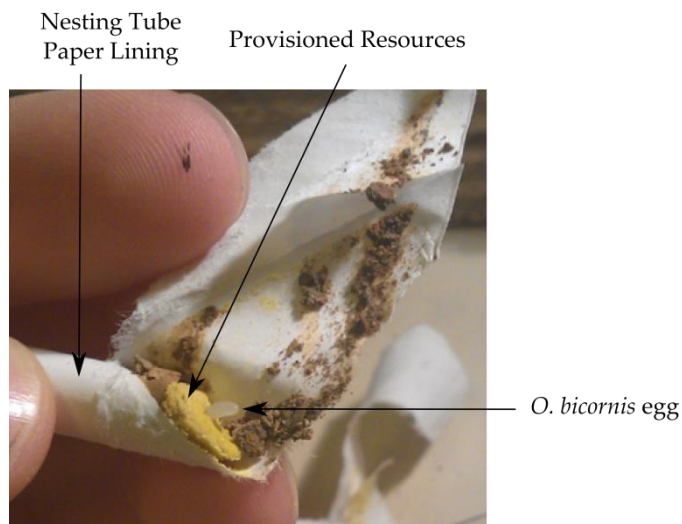 Nesting Tube
Paper Lining
Provisioned Resources
O. bicornis egg